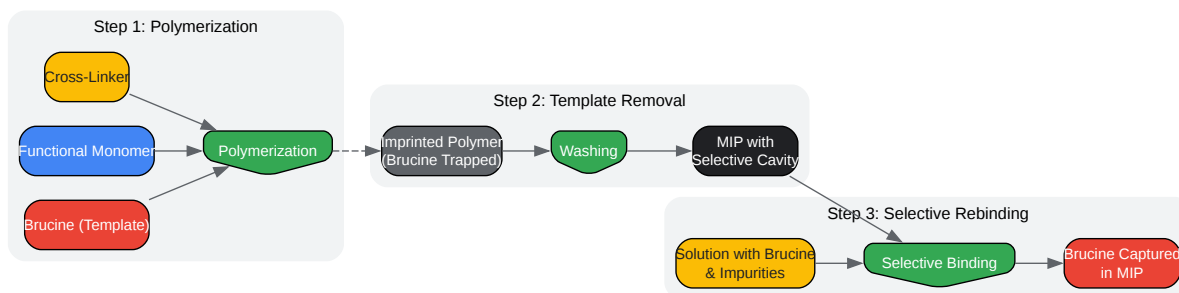 Step 1: Polymerization
Cross-Linker
Functional Monomer
Polymerization
Brucine (Template)
Step 2: Template Removal
Imprinted Polymer
(Brucine Trapped)
Washing
MIP with
Selective Cavity
Step 3: Selective Rebinding
Solution with Brucine
& Impurities
Selective Binding
Brucine Captured
in MIP